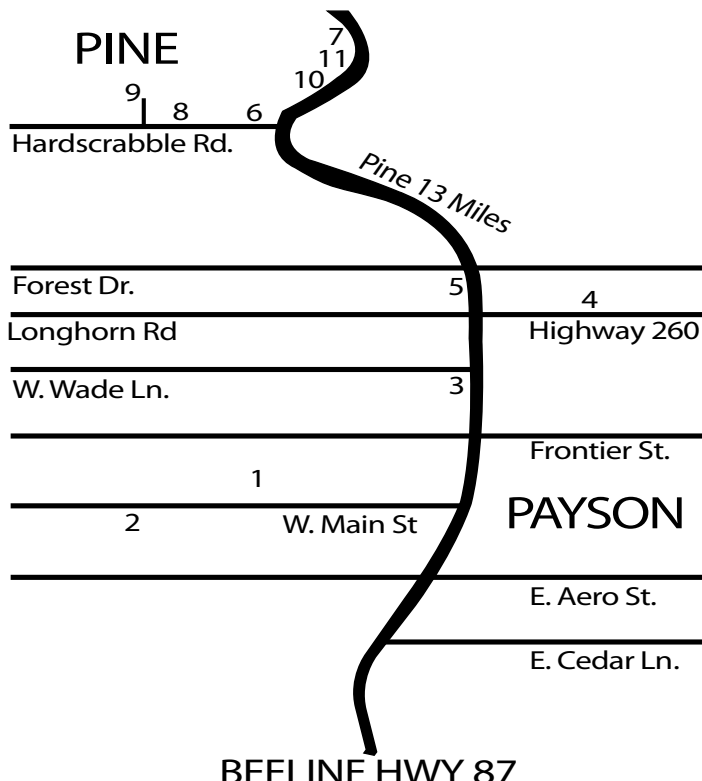 7
PINE
11
10
9
8
6
Hardscrabble Rd.
Pine 13 Miles
Forest Dr.
5
4
Longhorn Rd
Highway 260
W. Wade Ln.
3
Frontier St.
1
PAYSON
2
W. Main St
E. Aero St.
E. Cedar Ln.
BEELINE HWY 87